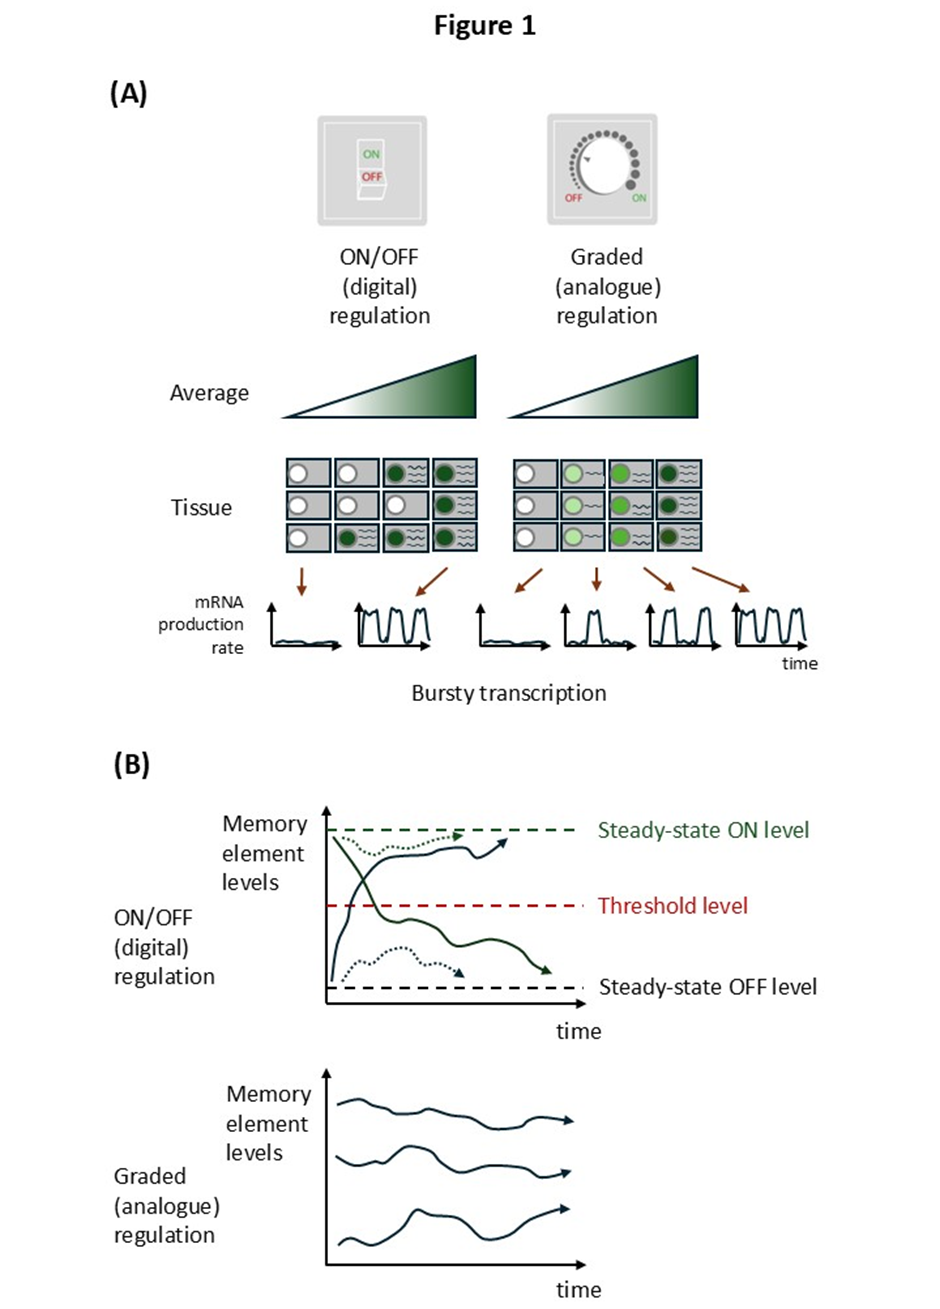 Figure 1
(A)
ON
OFF
OFF
ON
ON/OFF
(digital)
regulation
Graded
(analogue)
regulation
Average
Tissue
mRNA
production
rate
time
Bursty transcription
(B)
Memory
element
levels
Steady-state ON level
Threshold level
ON/OFF
(digital)
regulation
Steady-state OFF level
time
Memory
element
levels
Graded
(analogue)
regulation
time